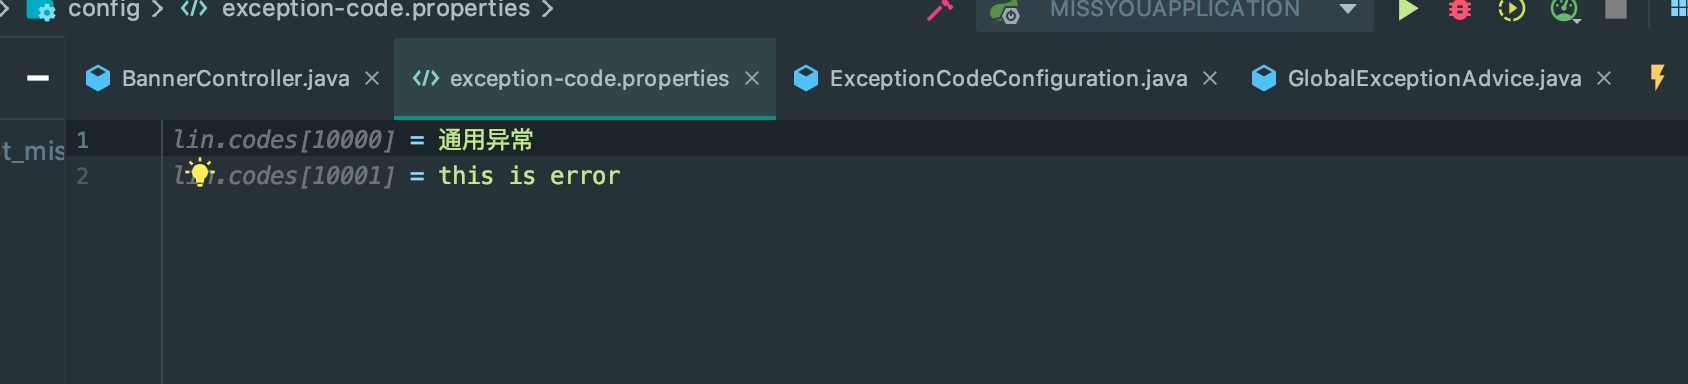 config exception-code.properties MISSYOUAPPLICATION
BannerController.java exception-code.properties ExceptionCodeConfiguration.java GlobalExceptionAdvice.java
1 lin.codes[10000] = 通用异常
t_mis
2 lin.codes[10001] = this is error